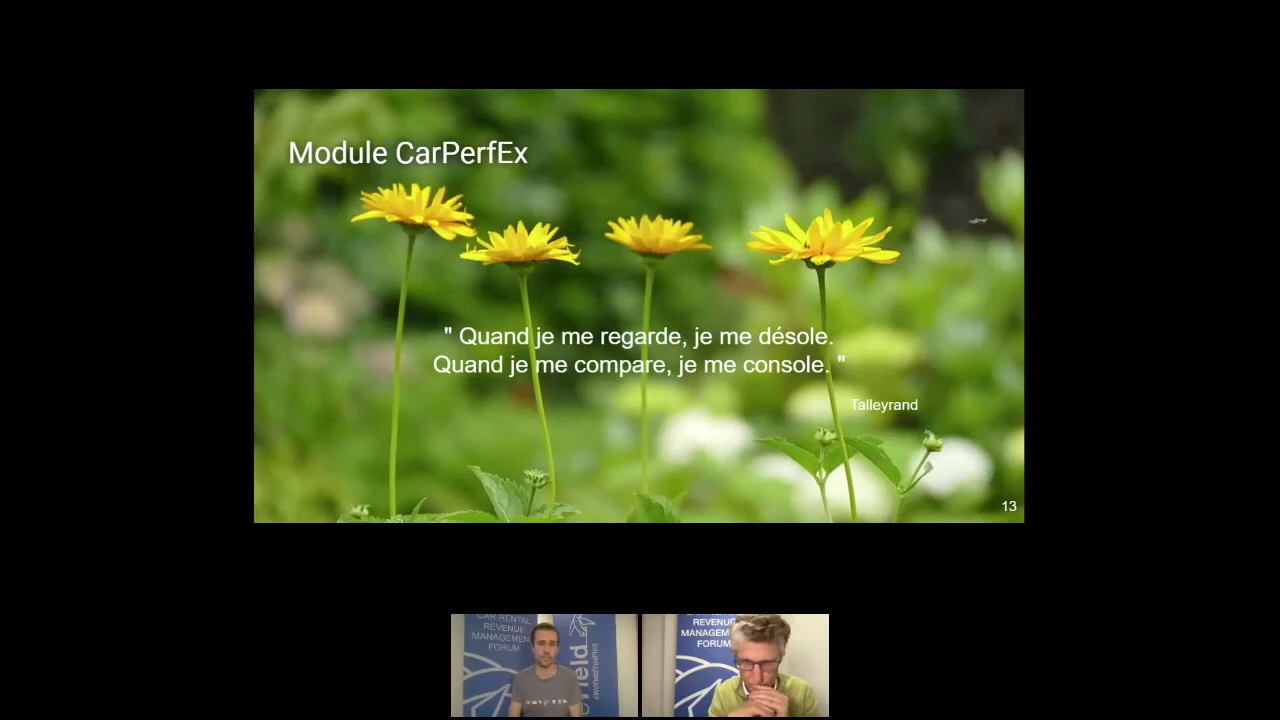 Module CarPerfEx
" Quand je me regarde, je me désole.
Quand je me compare, je me console. "
Talleyrand
13
CAR RENTAL
REVENUE
MANAGEMENT
FORUM
REVENUE
MANAGEM
FORUM